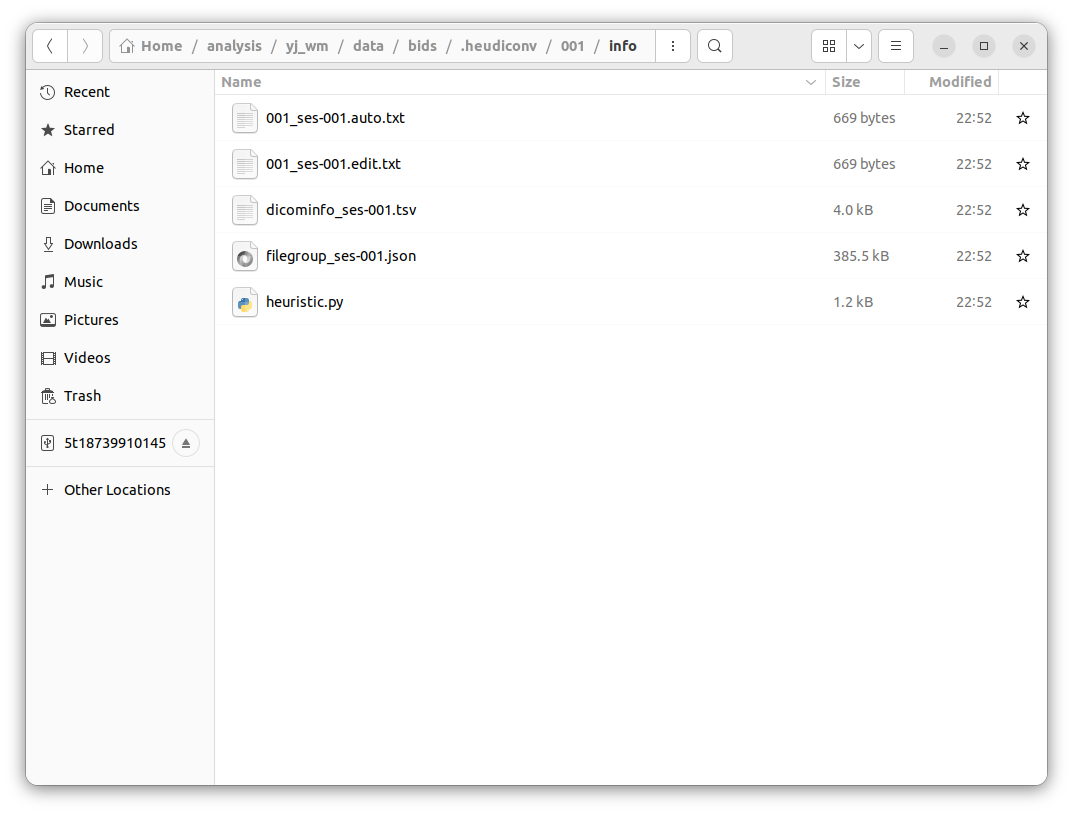 Home / analysis / yj_wm / data / bids / .heudiconv / 001 / info
Name Size Modified
Recent
Starred
Home
Documents
Downloads
Music
Pictures
Videos
Trash
5t18739910145
Other Locations
001_ses-001.auto.txt 669 bytes 22:52
001_ses-001.edit.txt 669 bytes 22:52
dicominfo_ses-001.tsv 4.0 kB 22:52
filegroup_ses-001.json 385.5 kB 22:52
heuristic.py 1.2 kB 22:52